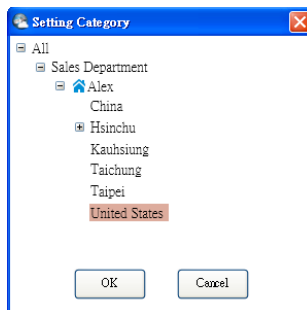 Setting Category
All
Sales Department
Alex
China
Hsinchu
Kauhsiung
Taichung
Taipei
United States
OK Cancel